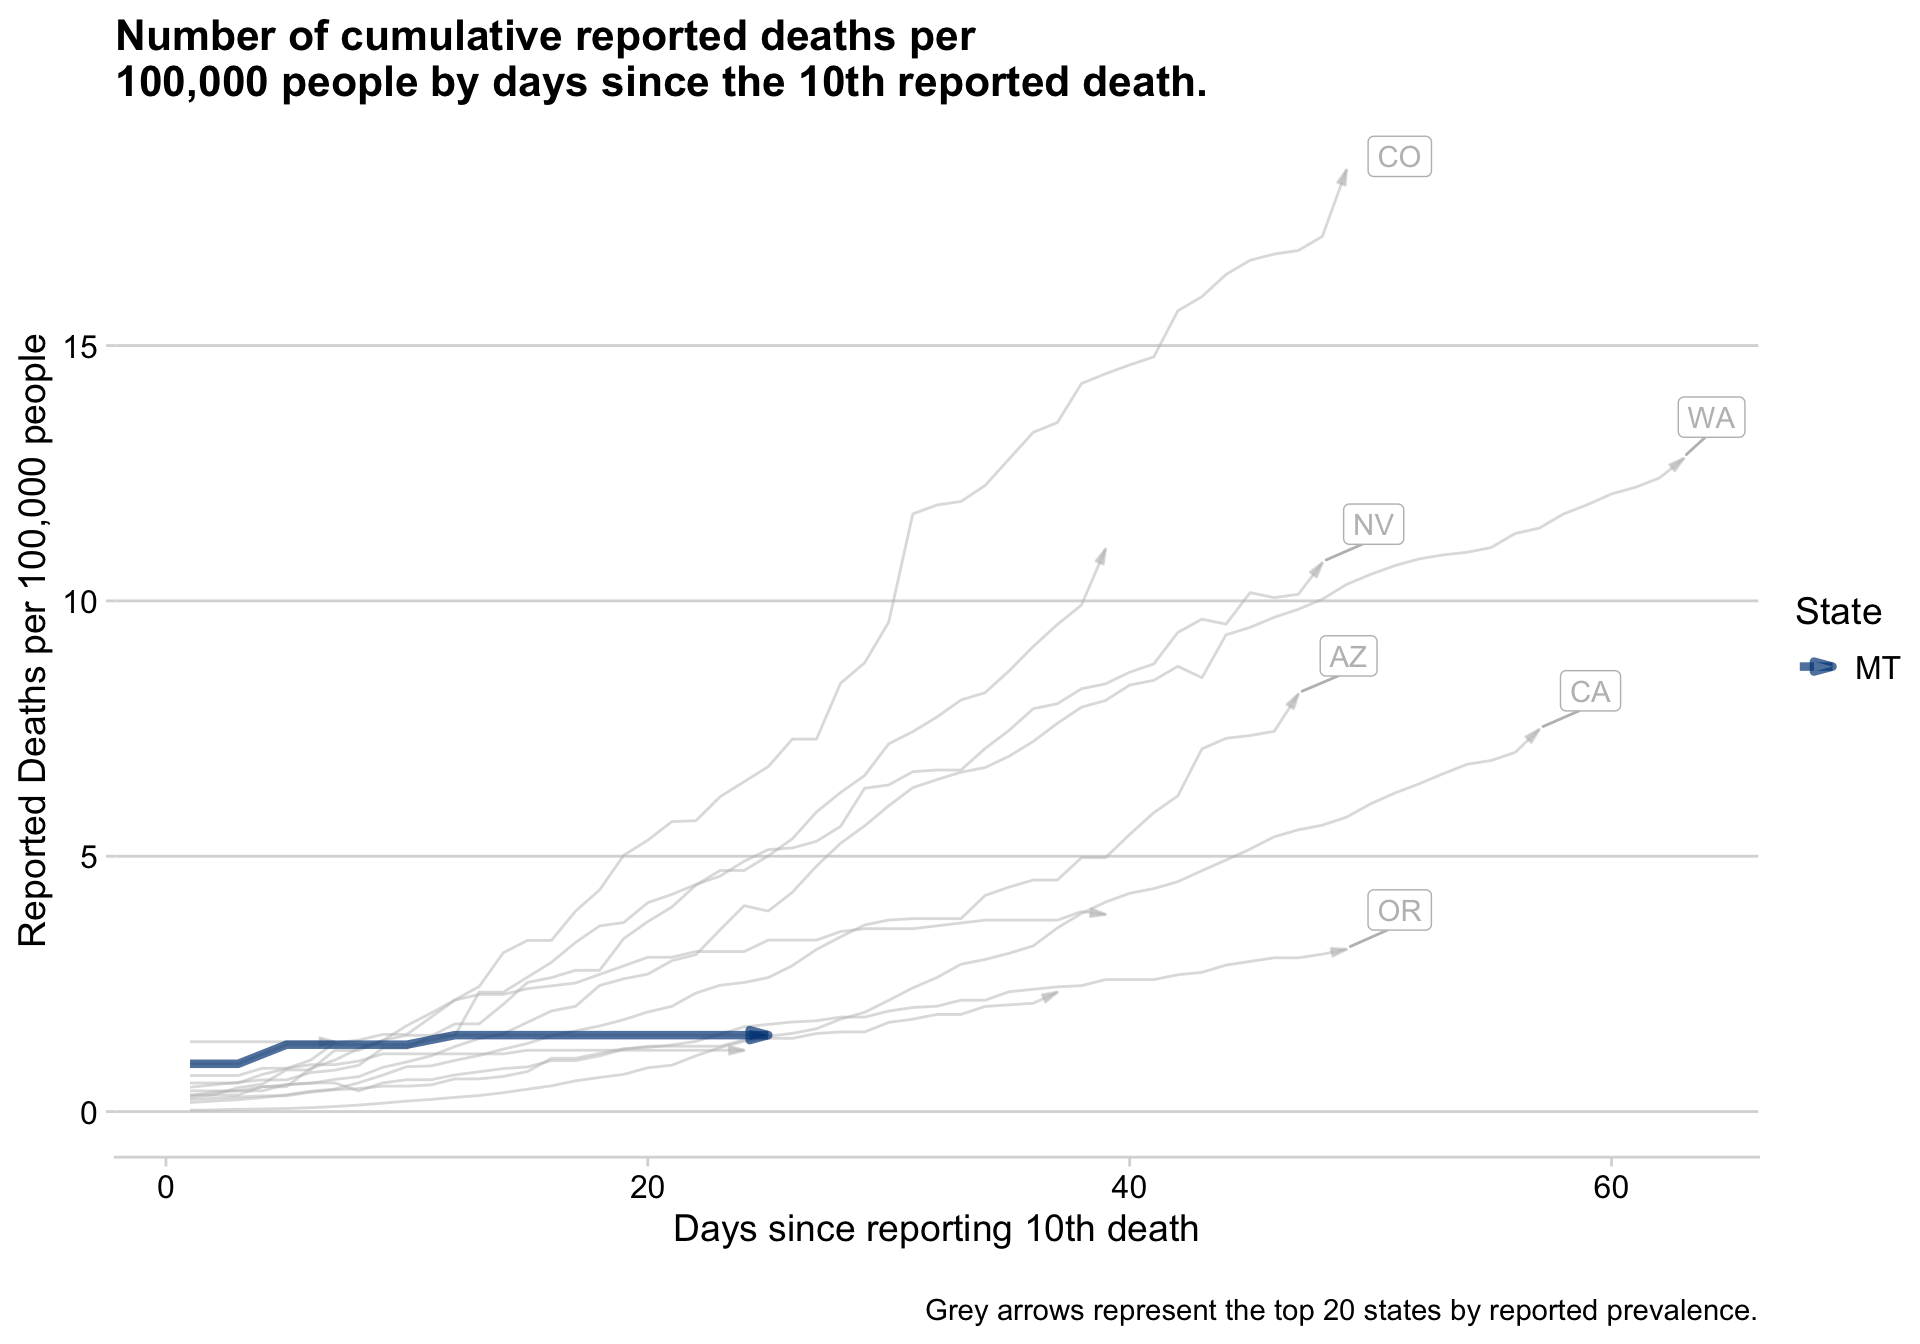 Number of cumulative reported deaths per
100,000 people by days since the 10th reported death.
CO
WA
NV
AZ
CA
OR
Reported Deaths per 100,000 people
15
10
5
0
0 20 40 60
Days since reporting 10th death
State
MT
Grey arrows represent the top 20 states by reported prevalence.